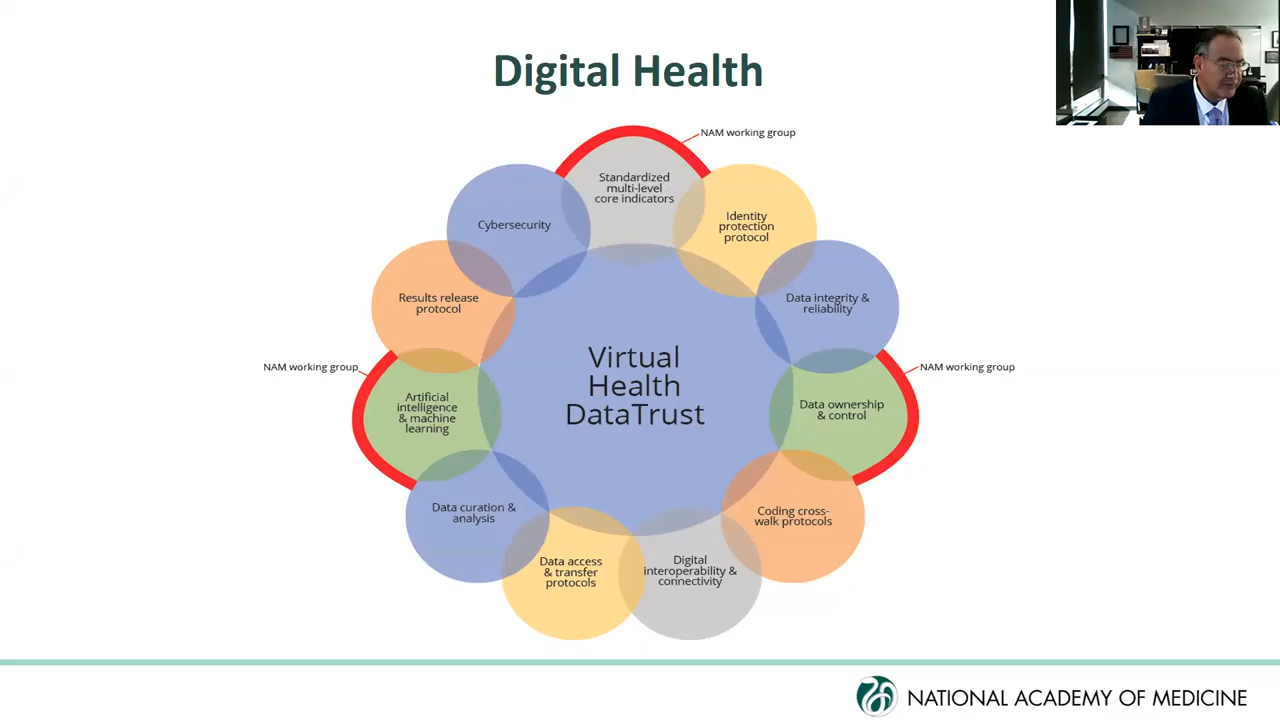 Digital Health
NAM working group
Standardized
multi-level
core indicators
Identity
protection
protocol
Cybersecurity
Data integrity &
reliability
Results release
protocol
NAM working group
NAM working group
Virtual
Health
DataTrust
Artificial
intelligence
& machine
learning
Data ownership
& control
Data curation &
analysis
Coding cross-
walk protocols
Data access
& transfer
protocols
Digital
interoperability &
connectivity
NATIONAL ACADEMY OF MEDICINE